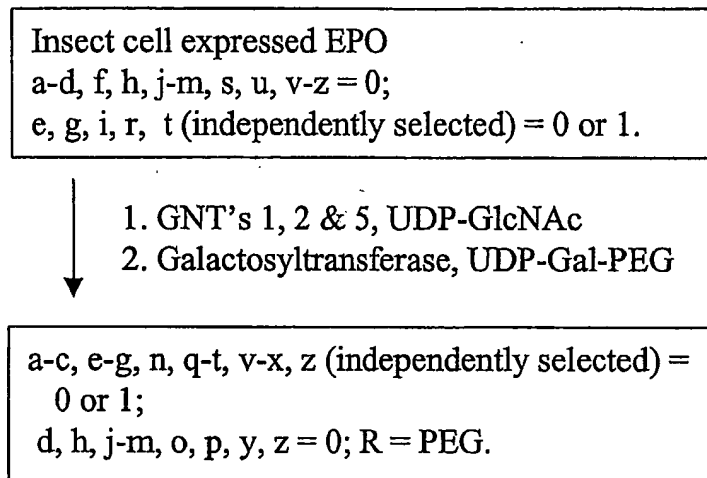 Insect cell expressed EPO
a-d, f, h, j-m, s, u, v-z = 0;
e, g, i, r, t (independently selected) = 0 or 1.
1. GNT's 1, 2 & 5, UDP-GlcNAc
2. Galactosyltransferase, UDP-Gal-PEG
a-c, e-g, n, q-t, v-x, z (independently selected) =
0 or 1;
d, h, j-m, o, p, y, z = 0; R = PEG.